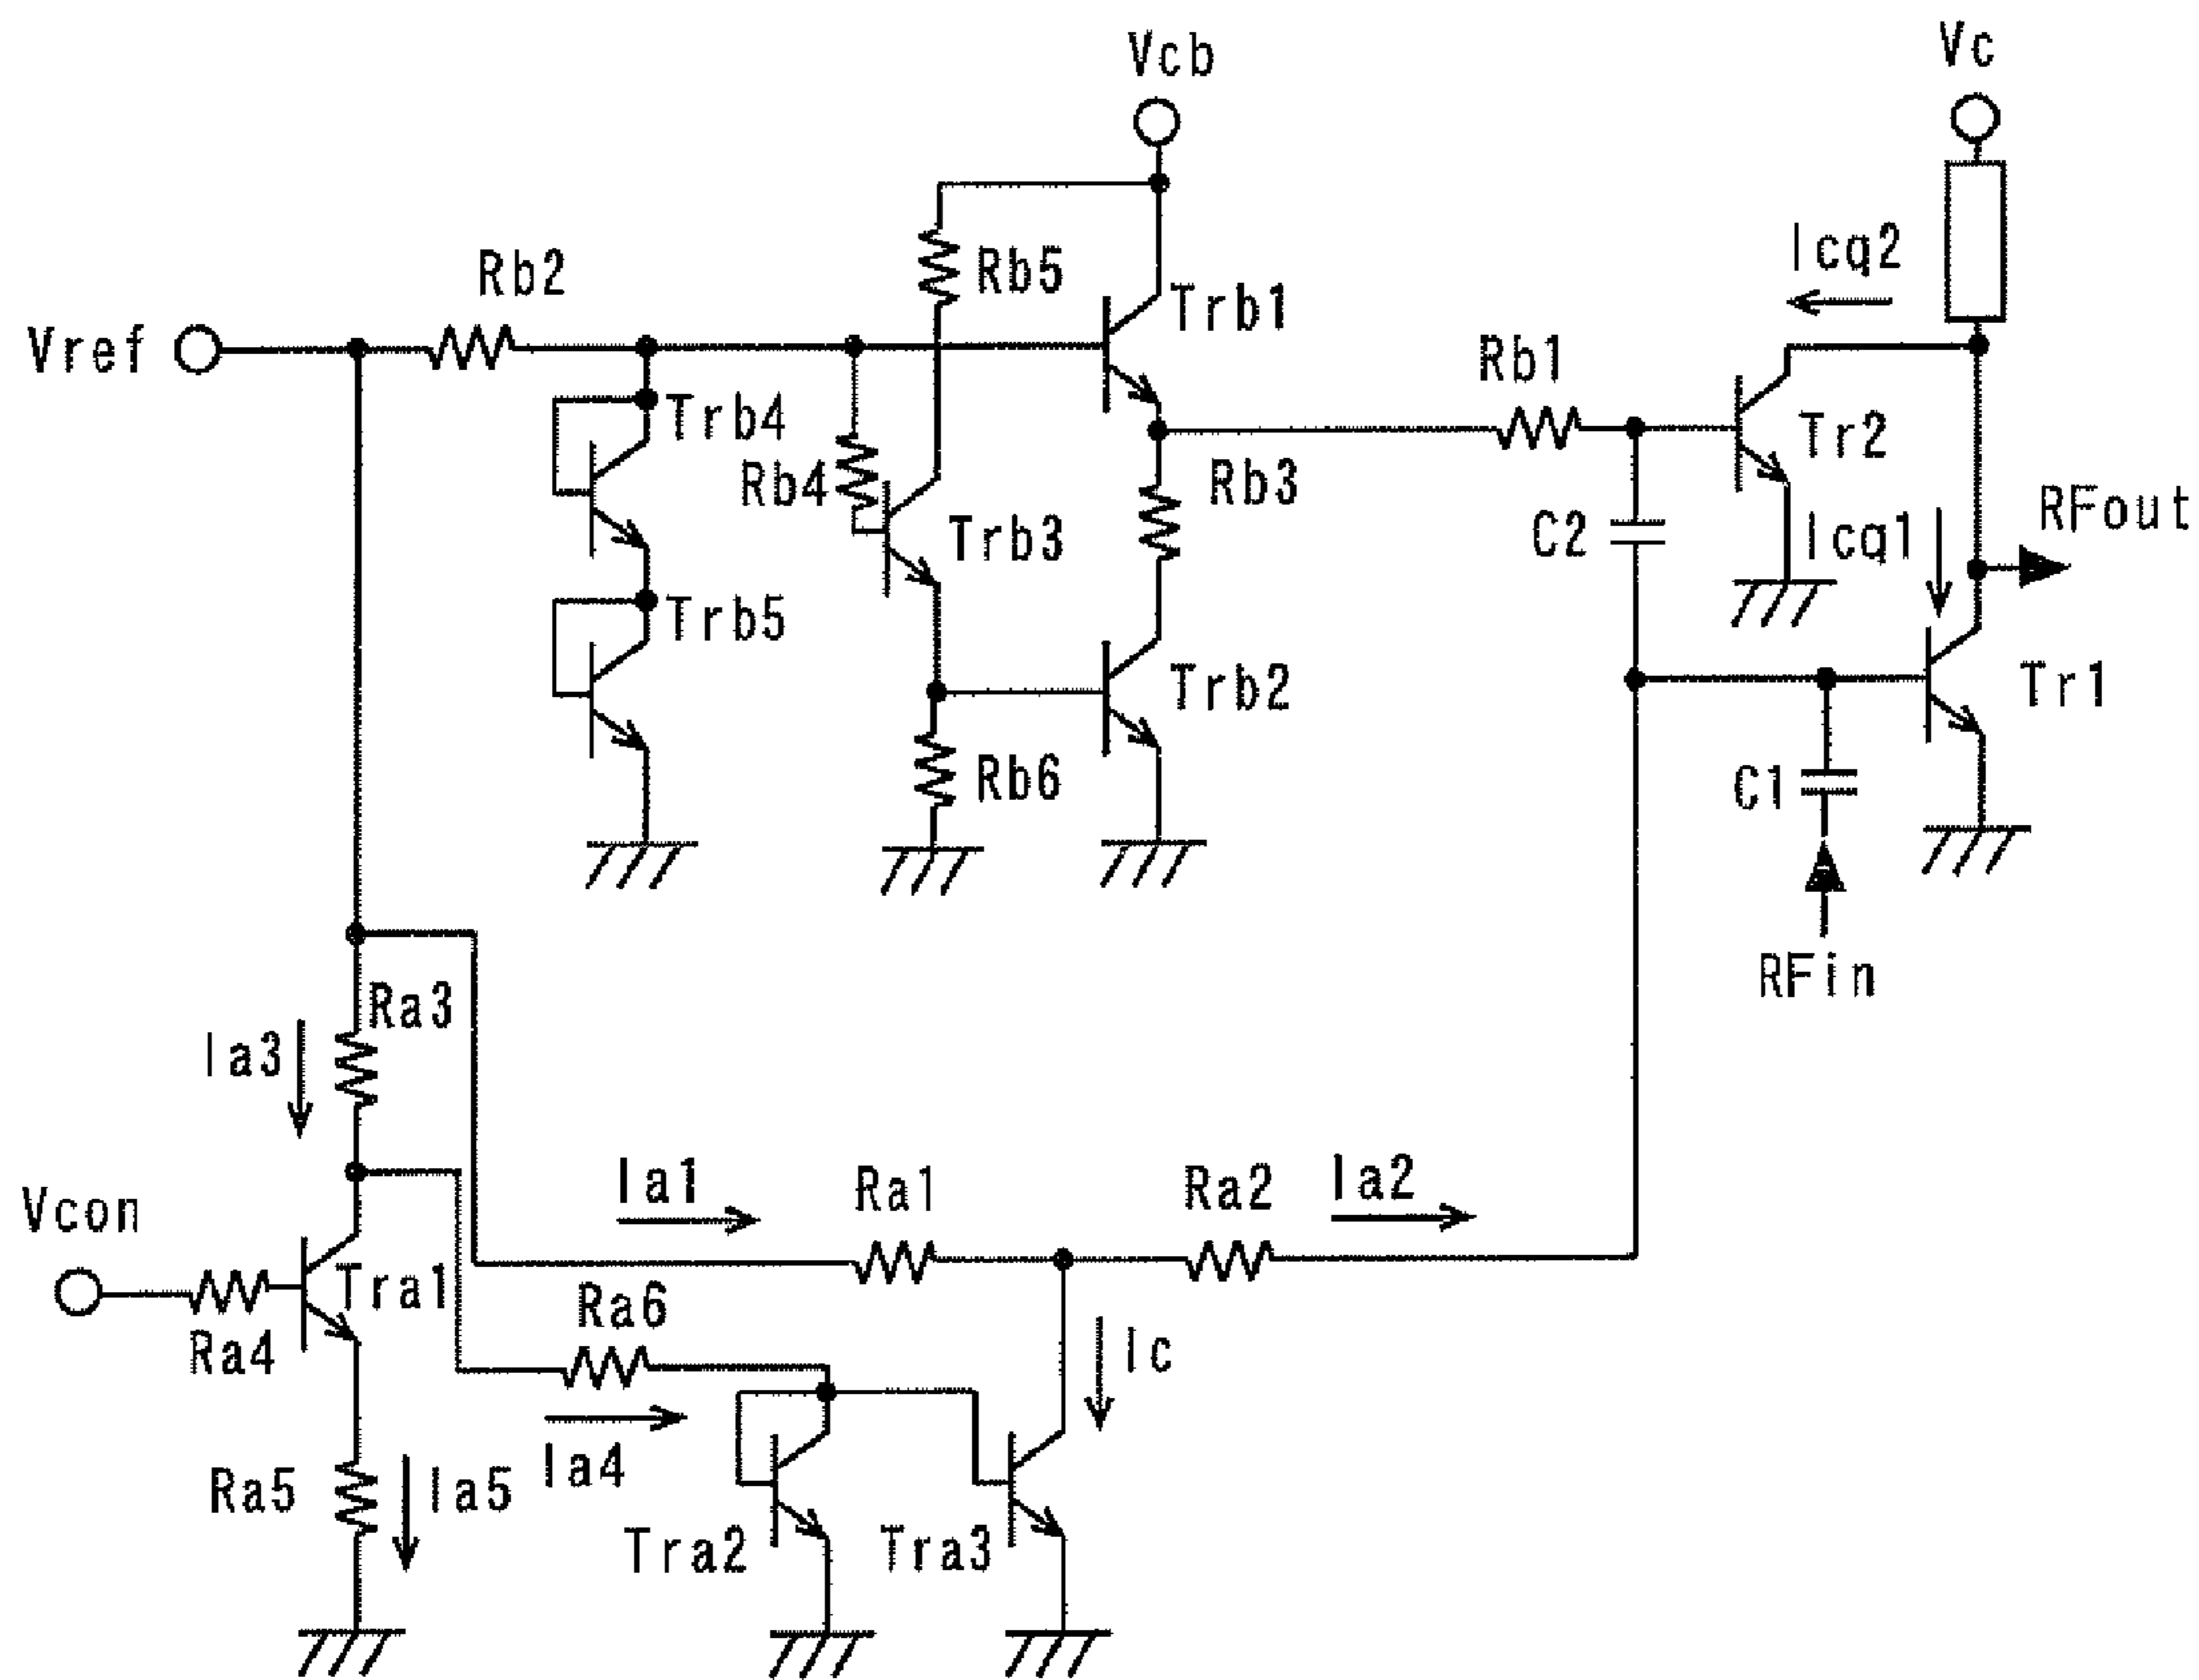 Vcb
Vc
Icq2
Rb2
Rb5
Trb1
Vref
Rb1
Trb4
Tr2
Rb4
Rb3
RFout
Trb3
C2
Icq1
Trb5
Trb2
Tr1
Rb6
C1
RFin
Ra3
Ia3
Vcon
Ia1
Ra1
Ra2
Ia2
Tra1
Ra6
Ra4
Ic
Ia4
Ra5
Ia5
Tra2
Tra3